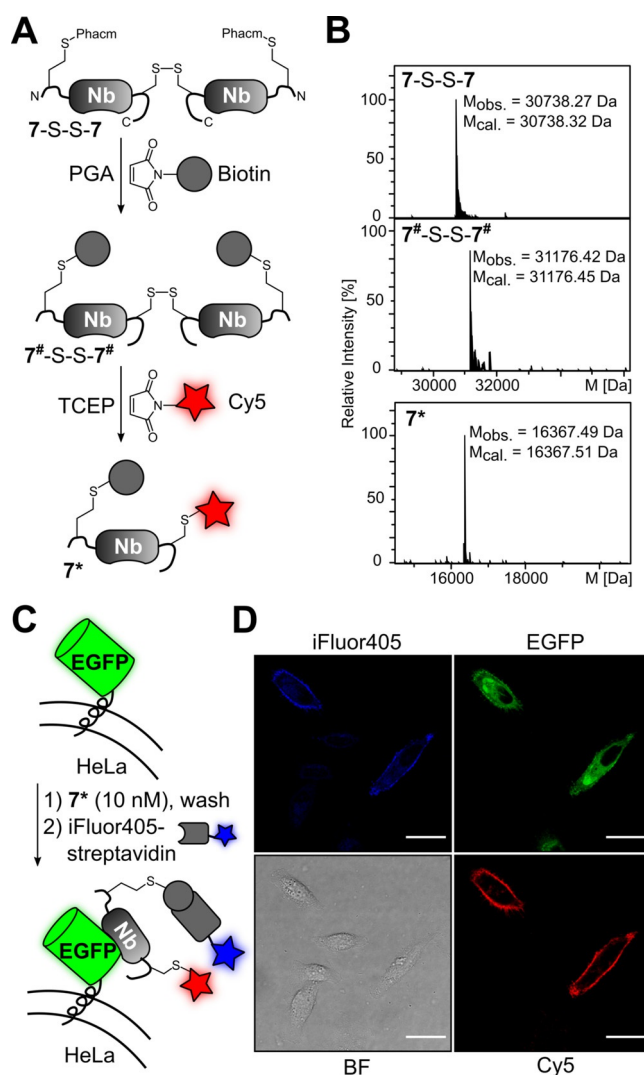 A
S-Phacm
Phacm-S
S–S
N
Nb
Nb
N
7-S-S-7
C
C
PGA
O
N
O
Biotin
S
S
S–S
Nb
Nb
7#-S-S-7#
TCEP
O
N
O
Cy5
S
S
Nb
7*
B
7-S-S-7
Mobs. = 30738.27 Da
Mcal. = 30738.32 Da
100
50
0
7#-S-S-7#
Mobs. = 31176.42 Da
Mcal. = 31176.45 Da
100
50
0
30000 32000 M [Da]
Relative Intensity [%]
7*
Mobs. = 16367.49 Da
Mcal. = 16367.51 Da
100
50
0
16000 18000 M [Da]
C
EGFP
HeLa
1) 7* (10 nM), wash
2) iFluor405-
streptavidin
S
EGFP
Nb
S
HeLa
D
iFluor405
EGFP
BF
Cy5